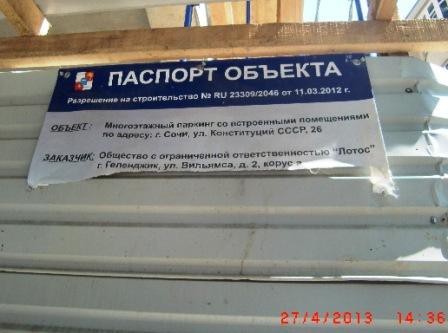 ПАСПОРТ ОБЪЕКТА
Разрешение на строительство № RU 23309/2046 от 11.03.2012 г.
ОБЪЕКТ: Многоэтажный паркинг со встроенными помещениями
по адресу: г. Сочи, ул. Конституций СССР, 26
ЗАКАЗЧИК: Общество с ограниченной ответственностью "Лотос"
г. Геленджик, ул. Вильямса, д. 2, корус
27/4/2013 14:36